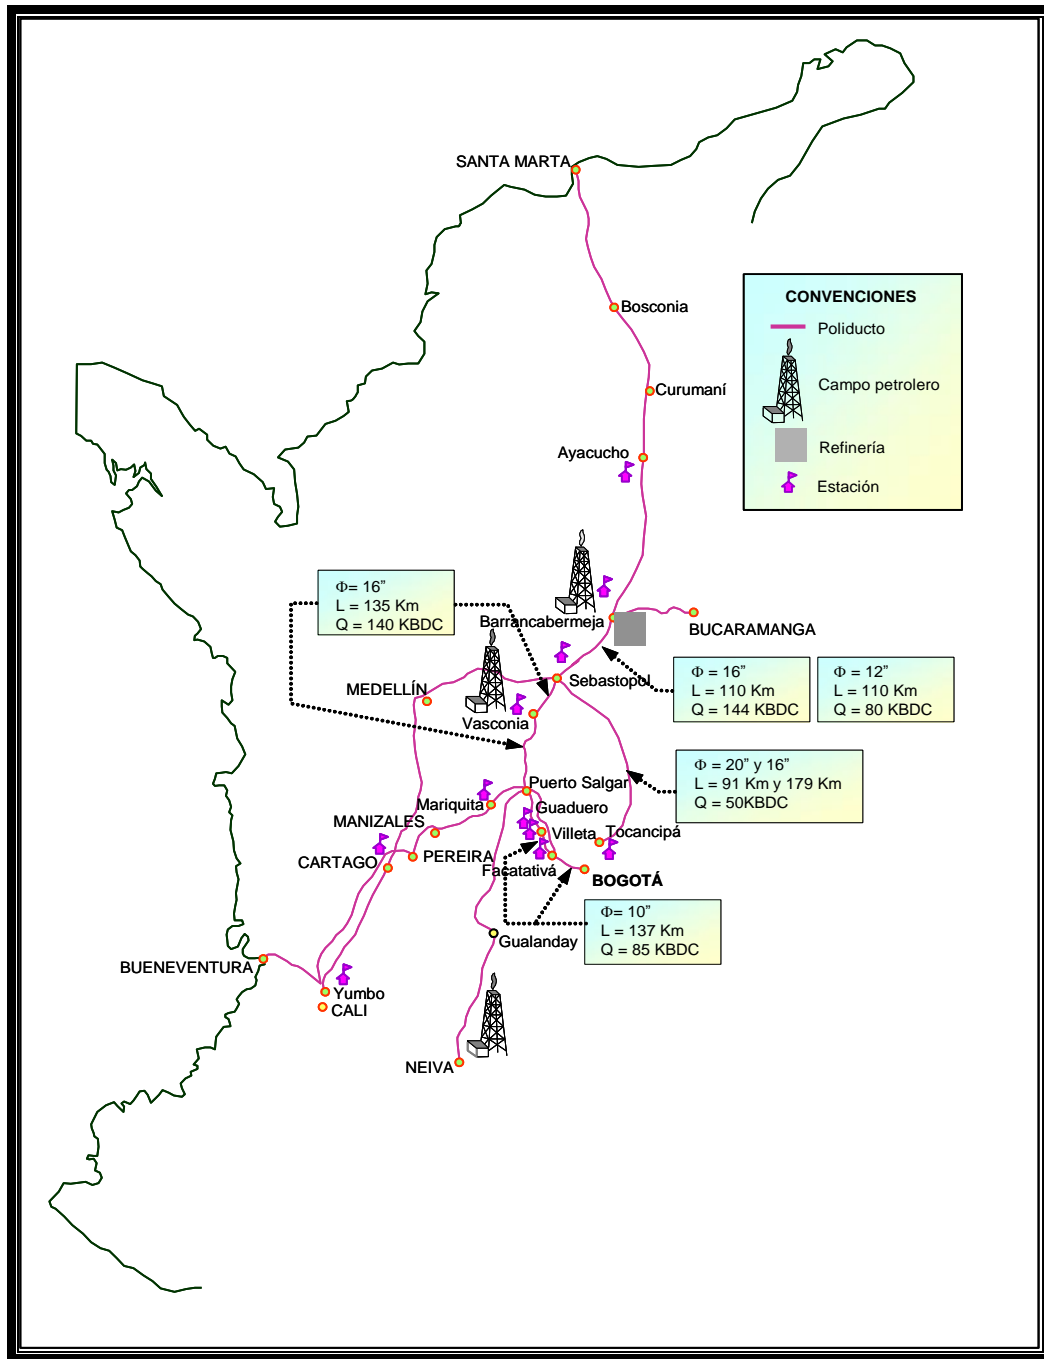 SANTA MARTA
Bosconia
CONVENCIONES
Poliducto
Campo petrolero
Refinería
Estación
Curumaní
Ayacucho
Φ= 16”
L = 135 Km
Q = 140 KBDC
Barrancabermeja
BUCARAMANGA
Sebastopol
Φ = 16”
L = 110 Km
Q = 144 KBDC
Φ = 12”
L = 110 Km
Q = 80 KBDC
MEDELLÍN
Vasconia
Φ = 20” y 16”
L = 91 Km y 179 Km
Q = 50KBDC
Puerto Salgar
Mariquita
Guaduero
MANIZALES
Villeta
Tocancipá
CARTAGO
PEREIRA
Facatativá
BOGOTÁ
Φ= 10”
L = 137 Km
Q = 85 KBDC
Gualanday
BUENEVENTURA
Yumbo
CALI
NEIVA